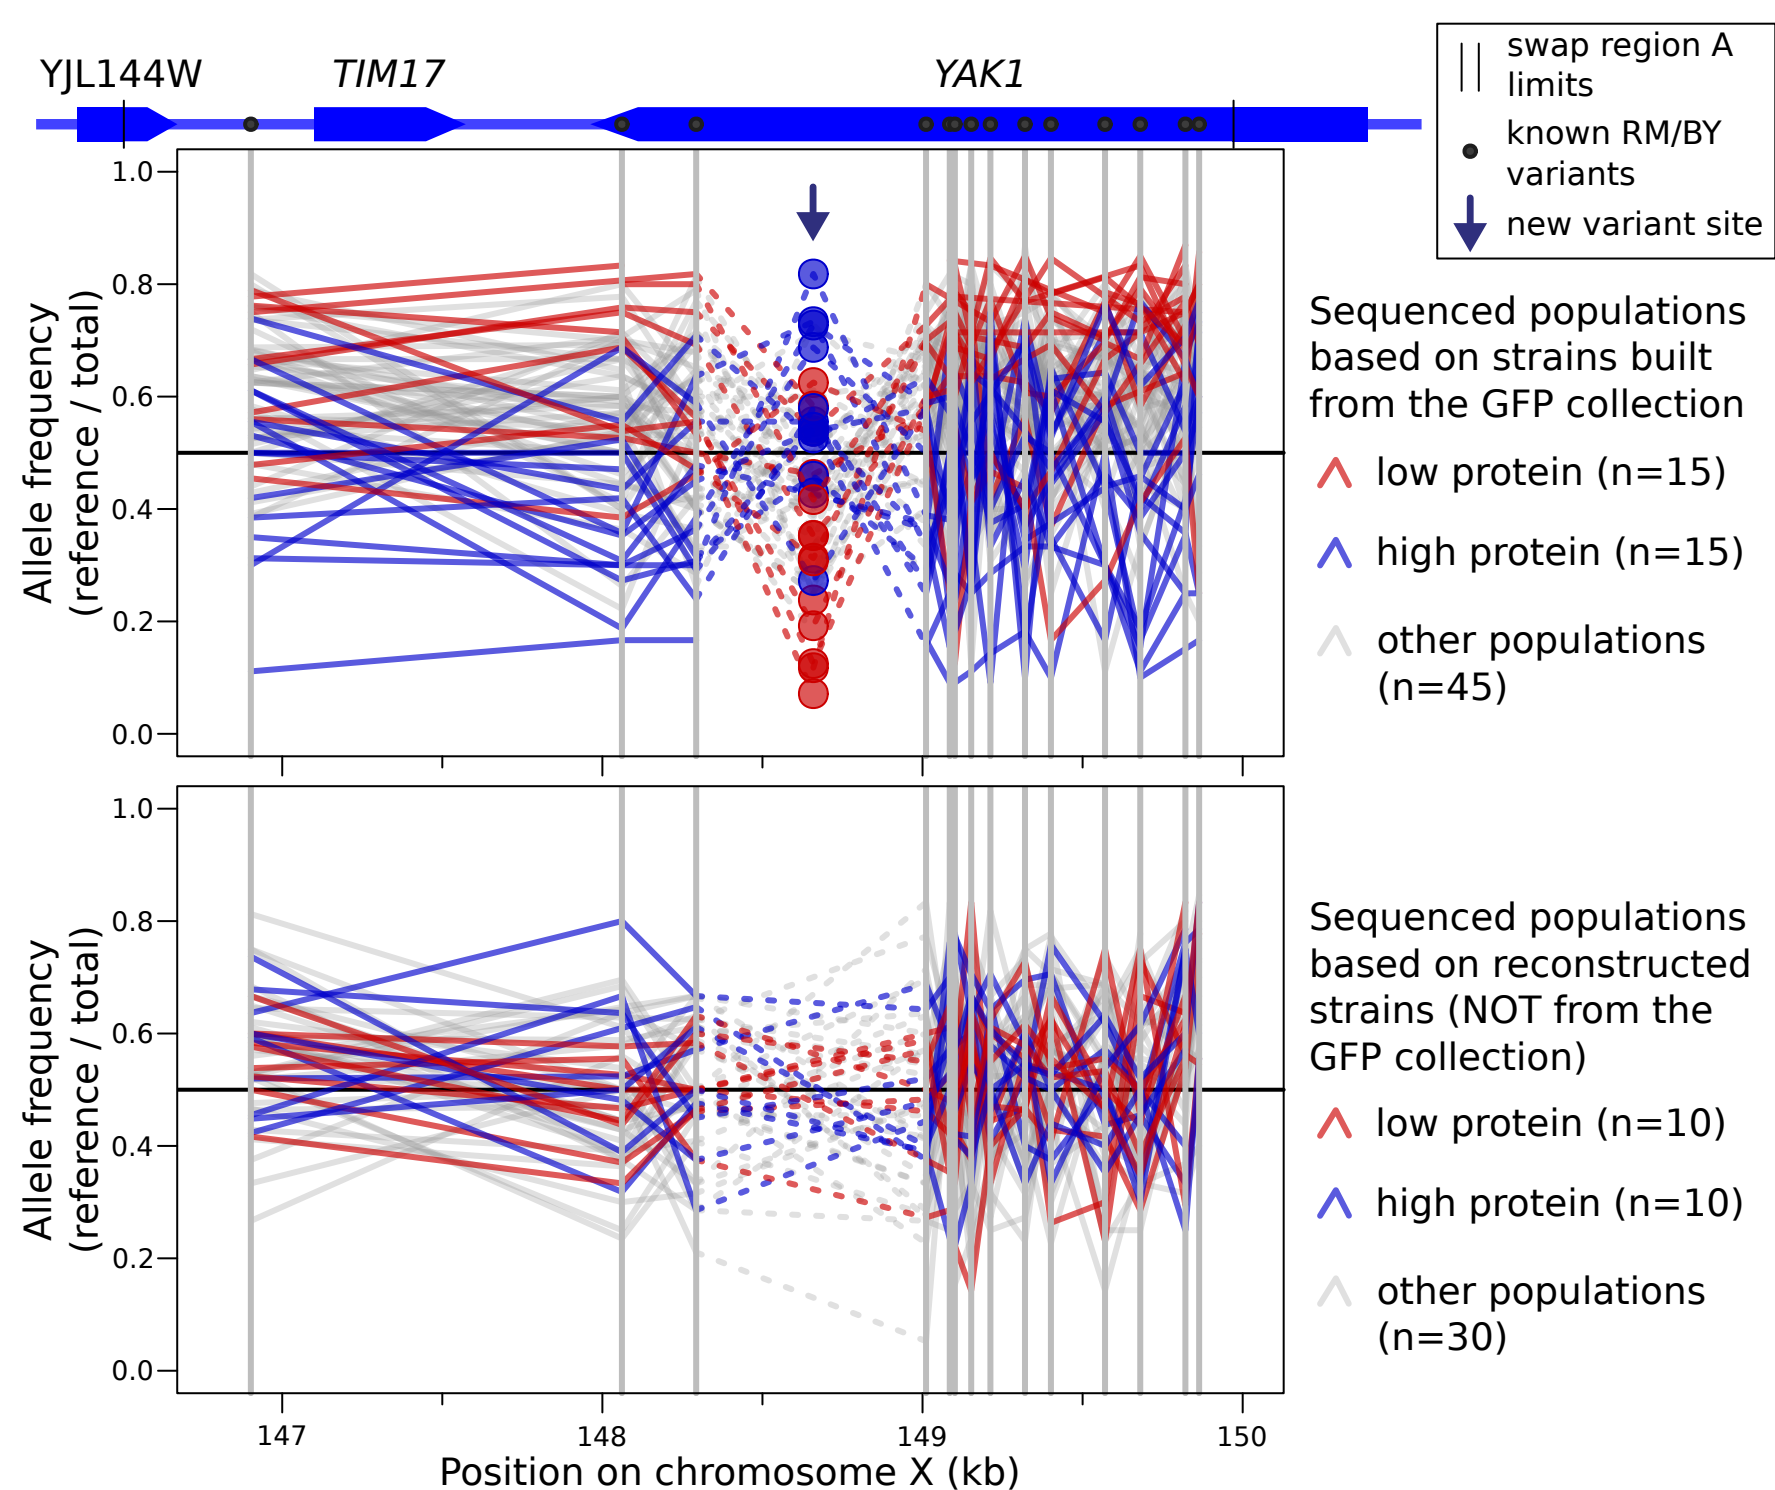 YJL144W
TIM17
YAK1
swap region A
limits
known RM/BY
variants
new variant site
1.0
0.8
0.6
0.4
0.2
0.0
Allele frequency
(reference / total)
Sequenced populations
based on strains built
from the GFP collection
low protein (n=15)
high protein (n=15)
other populations
(n=45)
1.0
0.8
0.6
0.4
0.2
0.0
Allele frequency
(reference / total)
Sequenced populations
based on reconstructed
strains (NOT from the
GFP collection)
low protein (n=10)
high protein (n=10)
other populations
(n=30)
147
148
149
150
Position on chromosome X (kb)